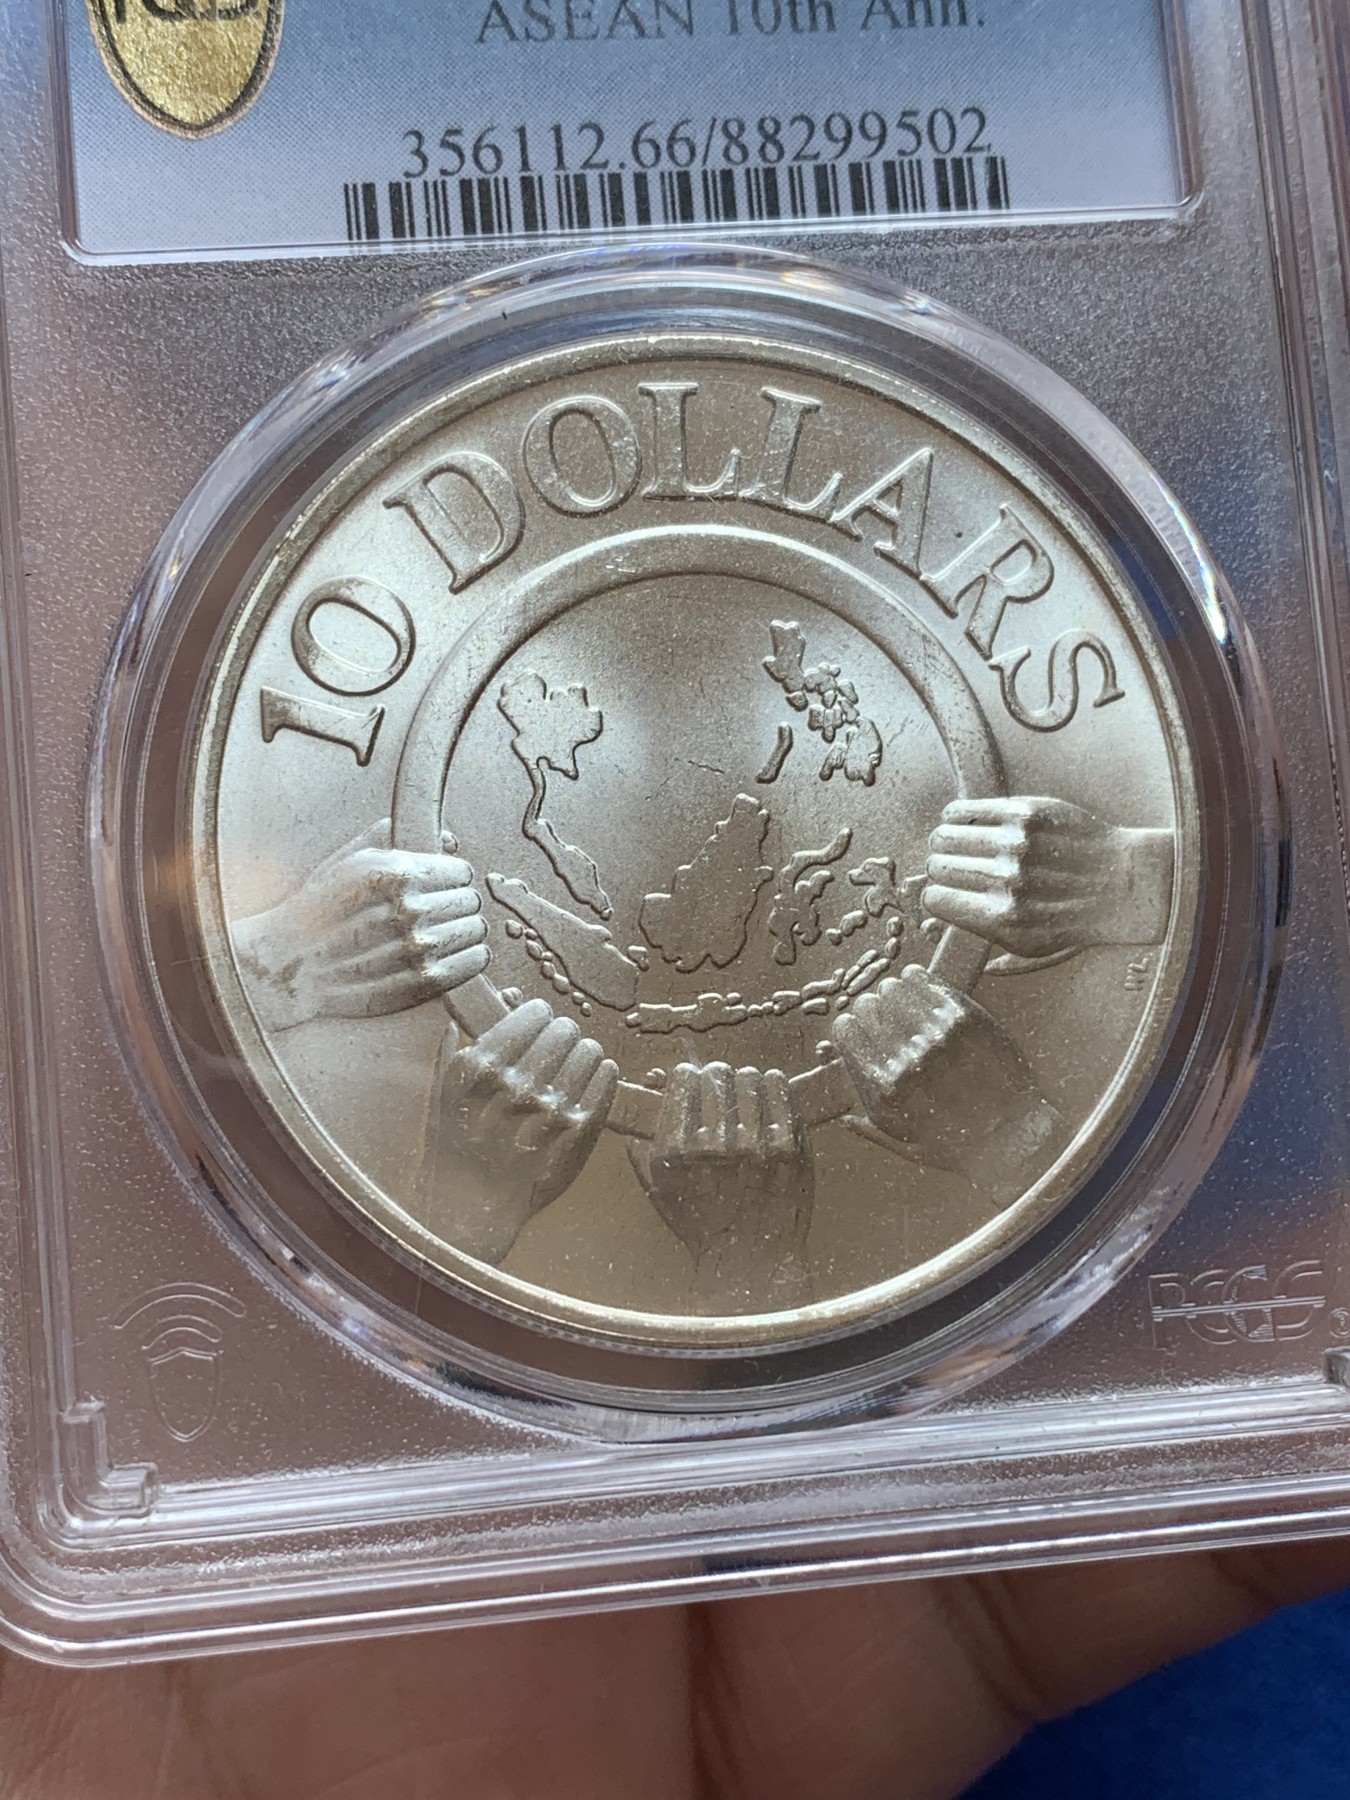 ASEAN 10th Ann.
356112.66/88299502
10 DOLLARS
PCGS